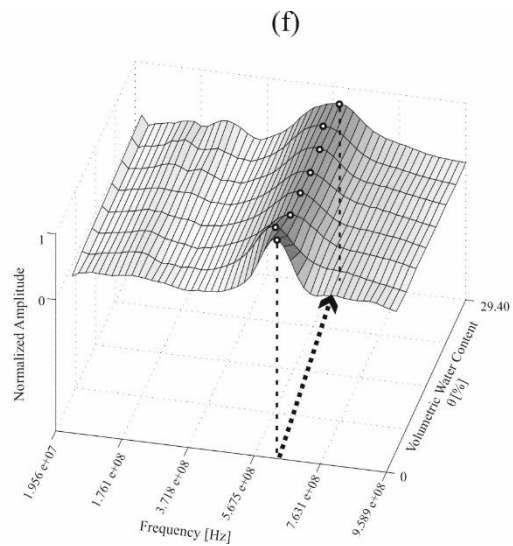 (f)
1
0
Normalized Amplitude
29.40
Volumetric Water Content
θ[%]
0
1.956 e+07
1.761 e+08
3.718 e+08
5.675 e+08
7.631 e+08
9.589 e+08
Frequency [Hz]